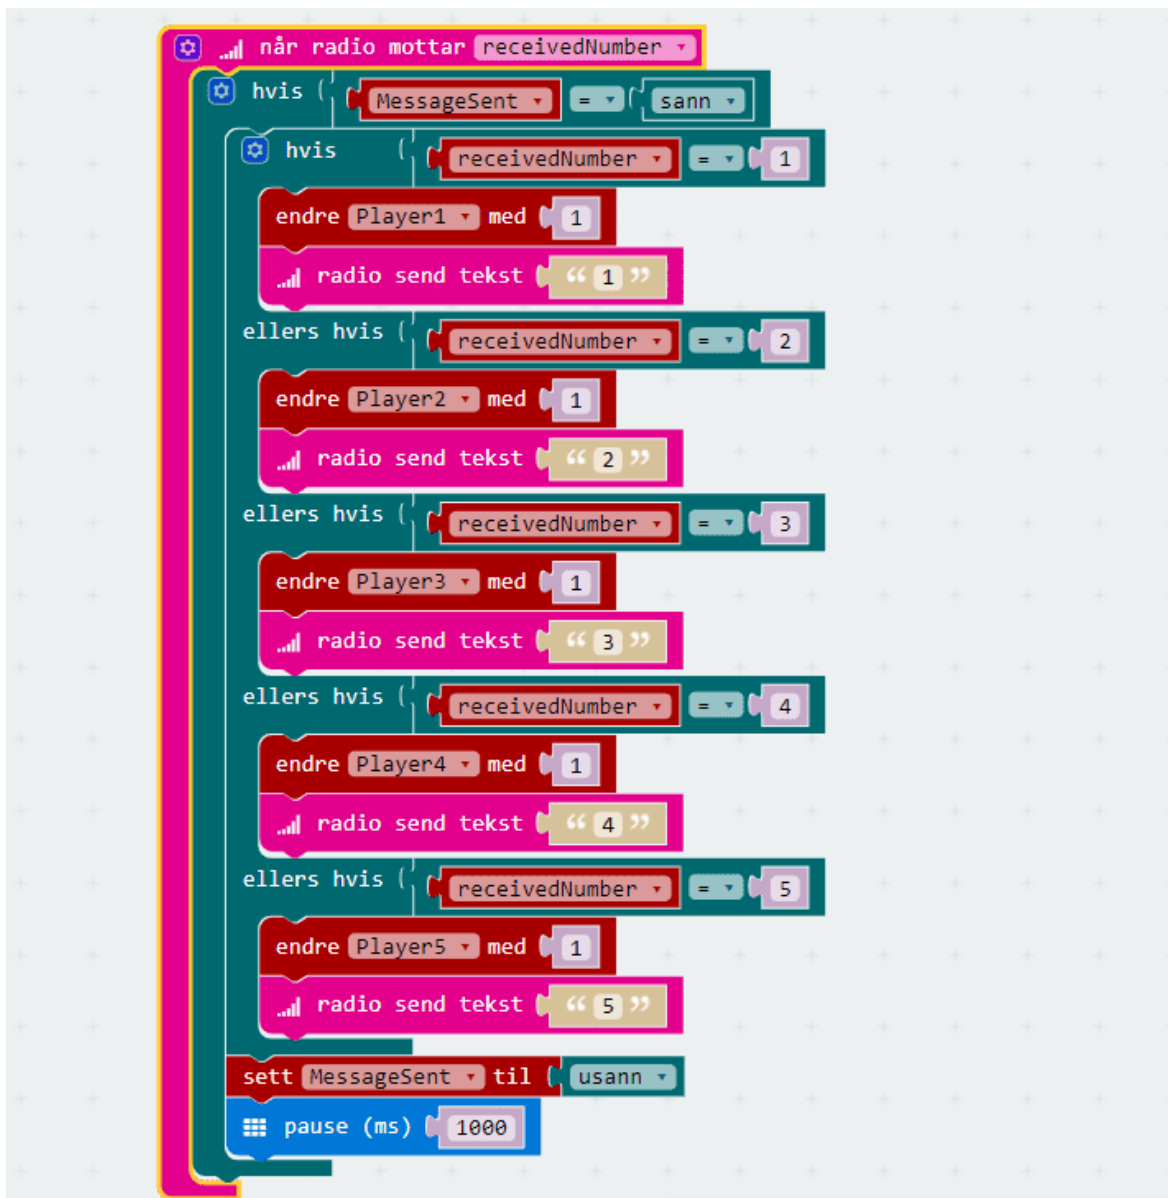 når radio mottar receivedNumber
hvis MessageSent = sann
hvis receivedNumber = 1
endre Player1 med 1
radio send tekst “ 1 ”
ellers hvis receivedNumber = 2
endre Player2 med 1
radio send tekst “ 2 ”
ellers hvis receivedNumber = 3
endre Player3 med 1
radio send tekst “ 3 ”
ellers hvis receivedNumber = 4
endre Player4 med 1
radio send tekst “ 4 ”
ellers hvis receivedNumber = 5
endre Player5 med 1
radio send tekst “ 5 ”
sett MessageSent til usann
pause (ms) 1000